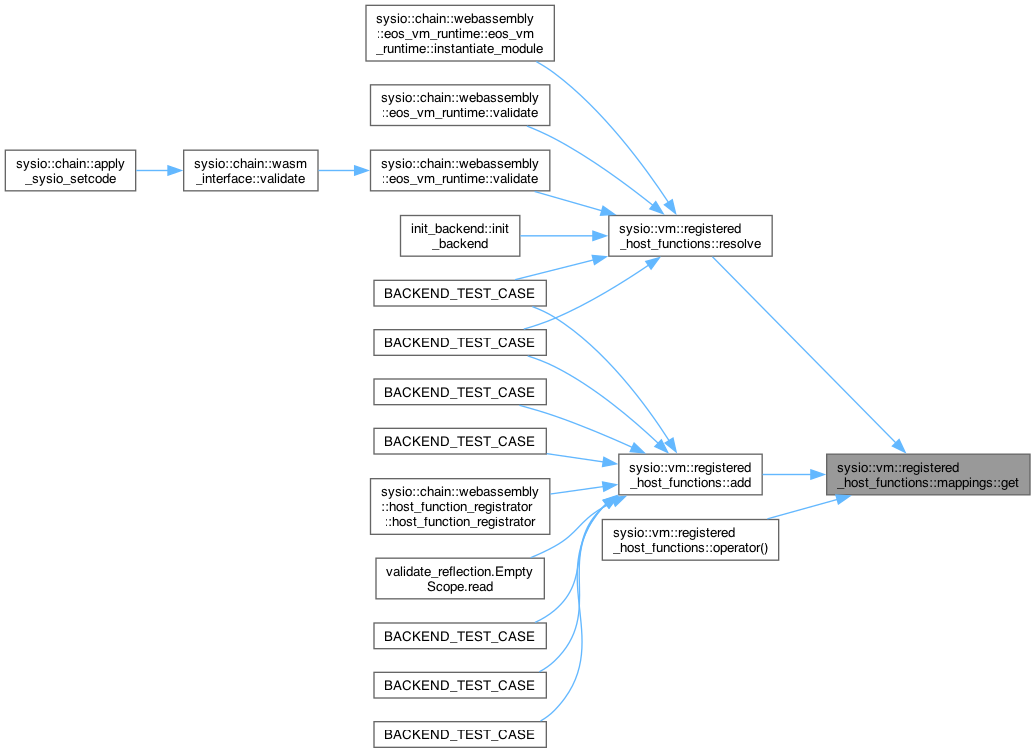 sysio::chain::webassembly
::eos_vm_runtime::eos_vm
_runtime::instantiate_module
sysio::chain::webassembly
::eos_vm_runtime::validate
sysio::chain::apply
_sysio_setcode
sysio::chain::wasm
_interface::validate
sysio::chain::webassembly
::eos_vm_runtime::validate
init_backend::init
_backend
sysio::vm::registered
_host_functions::resolve
BACKEND_TEST_CASE
BACKEND_TEST_CASE
BACKEND_TEST_CASE
BACKEND_TEST_CASE
sysio::vm::registered
_host_functions::add
sysio::vm::registered
_host_functions::mappings::get
sysio::chain::webassembly
::host_function_registrator
::host_function_registrator
sysio::vm::registered
_host_functions::operator()
validate_reflection.Empty
Scope.read
BACKEND_TEST_CASE
BACKEND_TEST_CASE
BACKEND_TEST_CASE